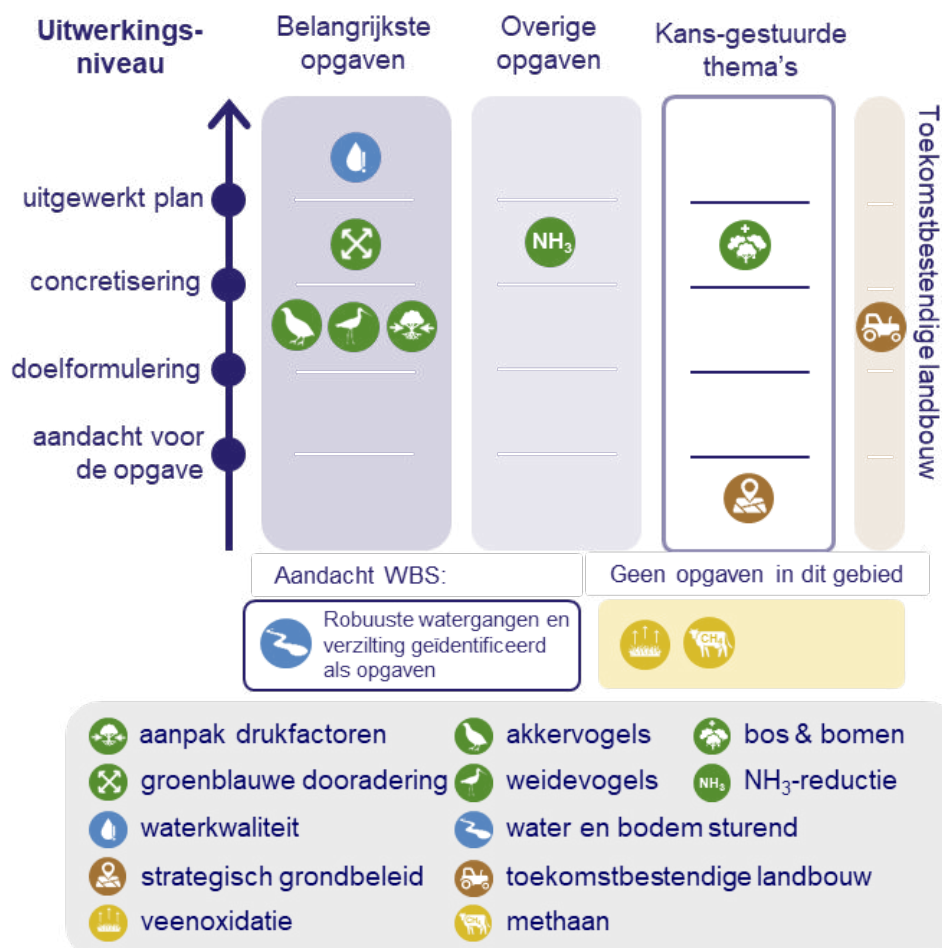 Uitwerkings-
niveau
Belangrijkste
opgaven
Overige
opgaven
Kans-gestuurde
thema's
Toekomstbestendige landbouw
uitgewerkt plan
concretisering
NH3
doelformulering
aandacht voor
de opgave
Aandacht WBS:
Geen opgaven in dit gebied
Robuuste watergangen en
verzilting geïdentificeerd
als opgaven
CH4
aanpak drukfactoren
akkervogels
bos & bomen
groenblauwe dooradering
weidevogels
NH3
NH3-reductie
waterkwaliteit
water en bodem sturend
strategisch grondbeleid
toekomstbestendige landbouw
veenoxidatie
CH4
methaan